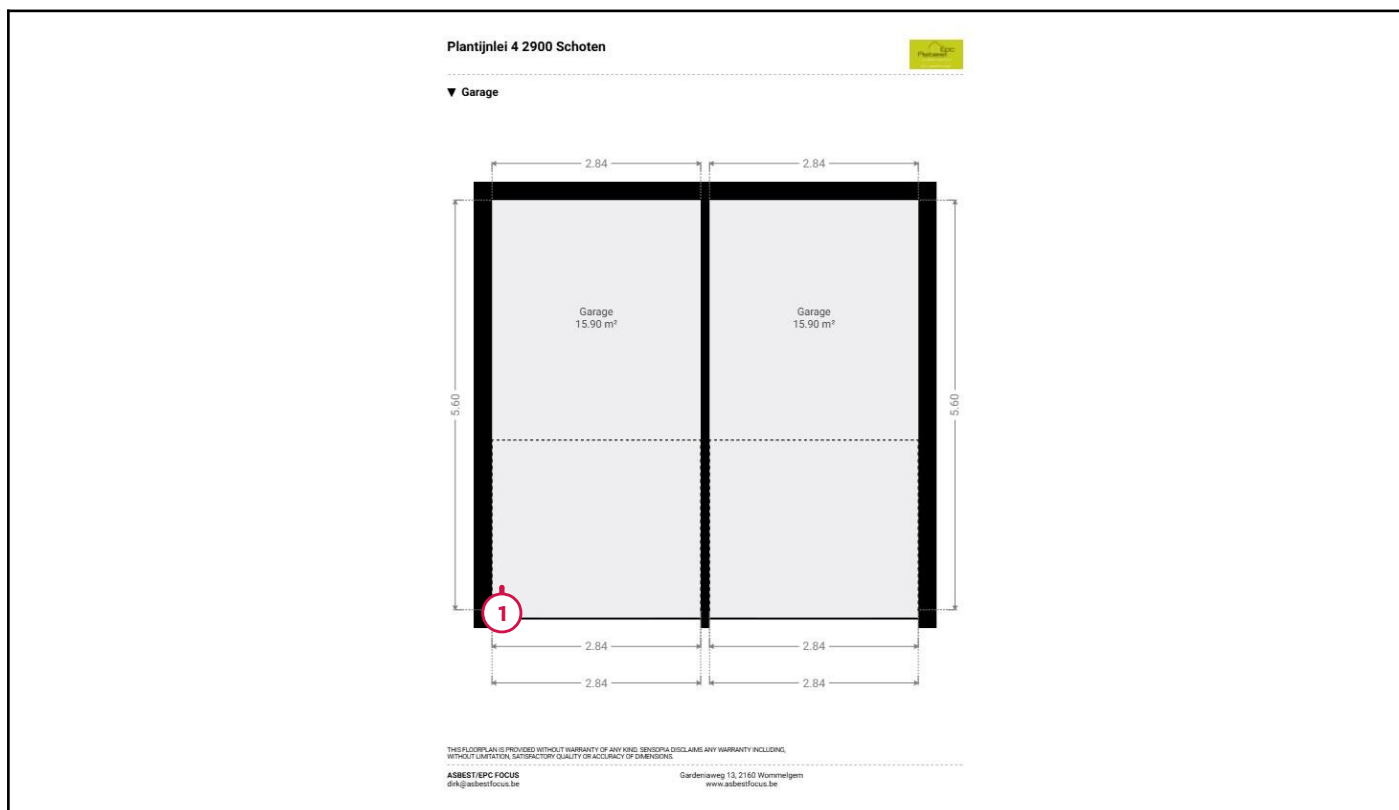 Plantijnlei 4 2900 Schoten
Epc
▼ Garage
2.84 2.84
5.60
Garage
15.90 m²
Garage
15.90 m²
5.60
1
2.84 2.84
2.84 2.84
THIS FLOORPLAN IS PROVIDED WITHOUT WARRANTY OF ANY KIND. SENSOPIA DISCLAIMS ANY WARRANTY INCLUDING,
WITHOUT LIMITATION, SATISFACTORY QUALITY OR ACCURACY OF DIMENSIONS.
ASBEST/EPC FOCUS
dirk@asbestfocus.be
Gardeniaweg 13, 2160 Wommelgem
www.asbestfocus.be